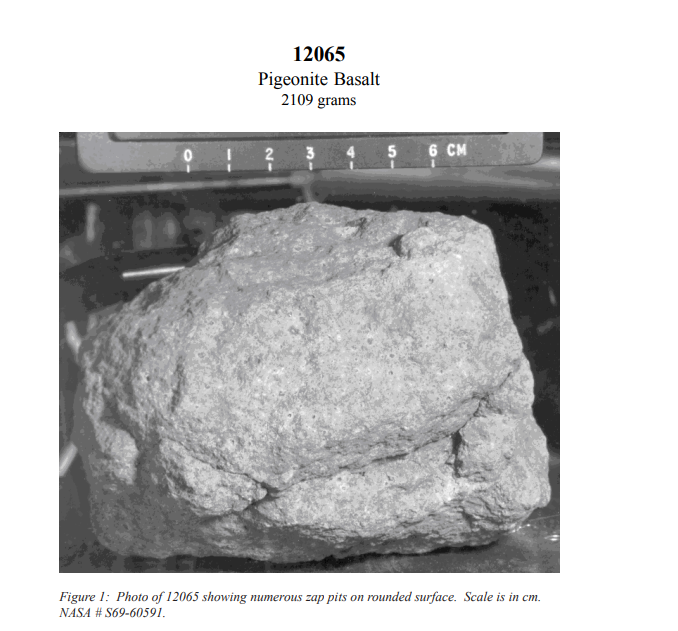 12065
Pigeonite Basalt
2109 grams
0 1 2 3 4 5 6 CM
Figure 1: Photo of 12065 showing numerous zap pits on rounded surface. Scale is in cm.
NASA # S69-60591.